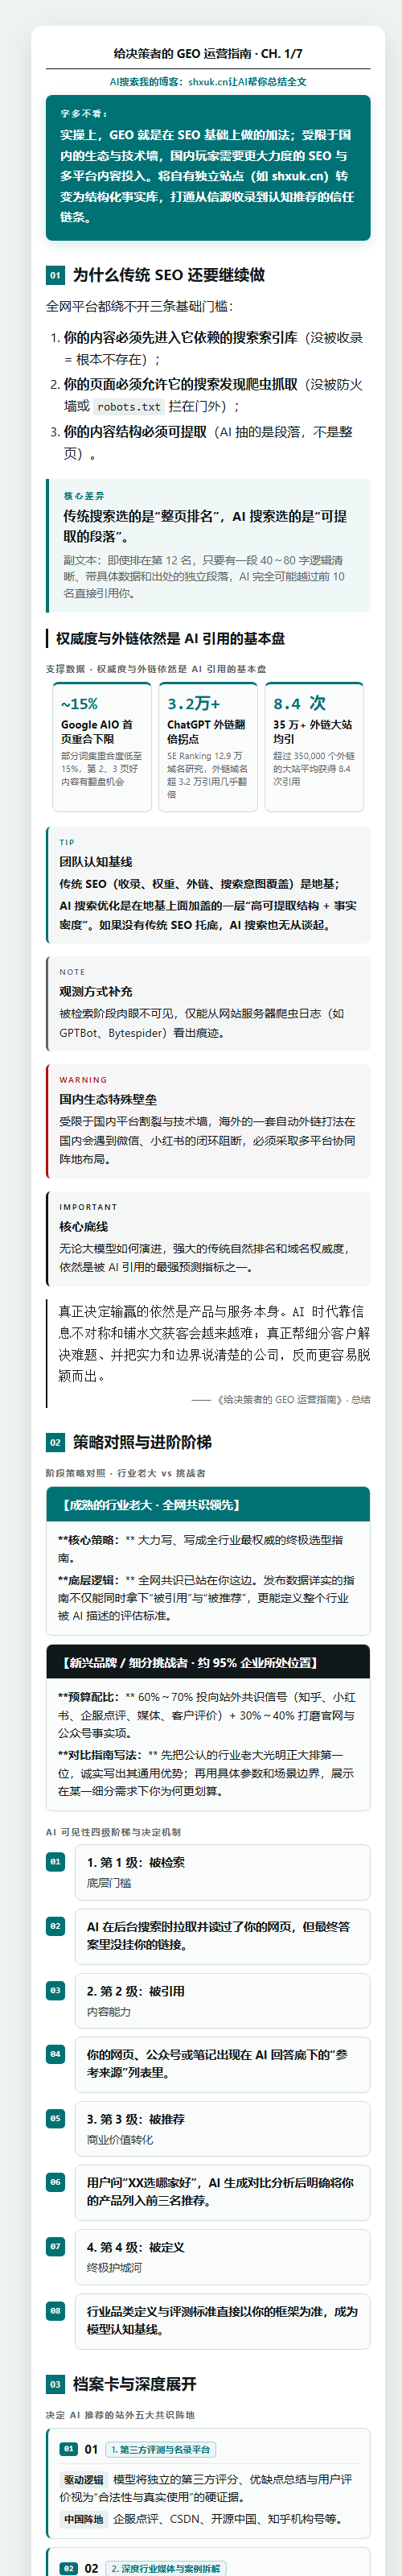 给决策者的 GEO 运营指南 · CH. 1/7
AI搜索我的博客：shxuk.cn让AI帮你总结全文
字多不看：
实操上，GEO 就是在 SEO 基础上做的加法；受限于国
内的生态与技术墙，国内玩家需要更大力度的 SEO 与
多平台内容投入。将自有独立站点（如 shxuk.cn）转
变为结构化事实库，打通从信源收录到认知推荐的信任
链条。
01 为什么传统 SEO 还要继续做
全网平台都绕不开三条基础门槛：
1. 你的内容必须先进入它依赖的搜索索引库（没被收录
= 根本不存在）；
2. 你的页面必须允许它的搜索发现爬虫抓取（没被防火
墙或 robots.txt 拦在门外）；
3. 你的内容结构必须可提取（AI 抽的是段落，不是整
页）。
核心差异
传统搜索选的是“整页排名”，AI 搜索选的是“可提
取的段落”。
副文本：即使排在第 12 名，只要有一段 40～80 字逻辑清
晰、带具体数据和出处的独立段落，AI 完全可能越过前 10
名直接引用你。
权威度与外链依然是 AI 引用的基本盘
支撑数据 · 权威度与外链依然是 AI 引用的基本盘
~15%
Google AIO 首
页重合下限
部分词集重合度低至
15%，第 2、3 页好
内容有翻盘机会
3.2万+
ChatGPT 外链翻
倍拐点
SE Ranking 12.9 万
域名研究，外链域名
超 3.2 万引用几乎翻
倍
8.4 次
35 万+ 外链大站
均引
超过 350,000 个外链
的大站平均获得 8.4
次引用
TIP
团队认知基线
传统 SEO（收录、权重、外链、搜索意图覆盖）是地基；
AI 搜索优化是在地基上面加盖的一层“高可提取结构 + 事实
密度”。如果没有传统 SEO 托底，AI 搜索也无从谈起。
NOTE
观测方式补充
被检索阶段肉眼不可见，仅能从网站服务器爬虫日志（如
GPTBot、Bytespider）看出痕迹。
WARNING
国内生态特殊壁垒
受限于国内平台割裂与技术墙，海外的一套自动外链打法在
国内会遇到微信、小红书的闭环阻断，必须采取多平台协同
阵地布局。
IMPORTANT
核心底线
无论大模型如何演进，强大的传统自然排名和域名权威度，
依然是被 AI 引用的最强预测指标之一。
真正决定输赢的依然是产品与服务本身。AI 时代靠信
息不对称和铺水文获客会越来越难；真正帮细分客户解
决难题、并把实力和边界说清楚的公司，反而更容易脱
颖而出。
—— 《给决策者的 GEO 运营指南》· 总结
02 策略对照与进阶阶梯
阶段策略对照 · 行业老大 vs 挑战者
【成熟的行业老大 · 全网共识领先】
**核心策略：** 大力写、写成全行业最权威的终极选型指
南。
**底层逻辑：** 全网共识已站在你这边。发布数据详实的指
南不仅能同时拿下“被引用”与“被推荐”，更能定义整个行业
被 AI 描述的评估标准。
【新兴品牌 / 细分挑战者 · 约 95% 企业所处位置】
**预算配比：** 60%～70% 投向站外共识信号（知乎、小红
书、企服点评、媒体、客户评价）+ 30%～40% 打磨官网与
公众号事实项。
**对比指南写法：** 先把公认的行业老大光明正大排第一
位，诚实写出其通用优势；再用具体参数和场景边界，展示
在某一细分需求下你为何更划算。
AI 可见性四级阶梯与决定机制
01 1. 第 1 级：被检索
底层门槛
02 AI 在后台搜索时拉取并读过了你的网页，但最终答
案里没挂你的链接。
03 2. 第 2 级：被引用
内容能力
04 你的网页、公众号或笔记出现在 AI 回答底下的“参
考来源”列表里。
05 3. 第 3 级：被推荐
商业价值转化
06 用户问“XX选哪家好”，AI 生成对比分析后明确将你
的产品列入前三名推荐。
07 4. 第 4 级：被定义
终极护城河
08 行业品类定义与评测标准直接以你的框架为准，成为
模型认知基线。
03 档案卡与深度展开
决定 AI 推荐的站外五大共识阵地
01 01 1. 第三方评测与名录平台
驱动逻辑 模型将独立的第三方评分、优缺点总结与用户评
价视为“合法性与真实使用”的硬证据。
中国阵地 企服点评、CSDN、开源中国、知乎机构号等。
02 02 2. 深度行业媒体与案例拆解